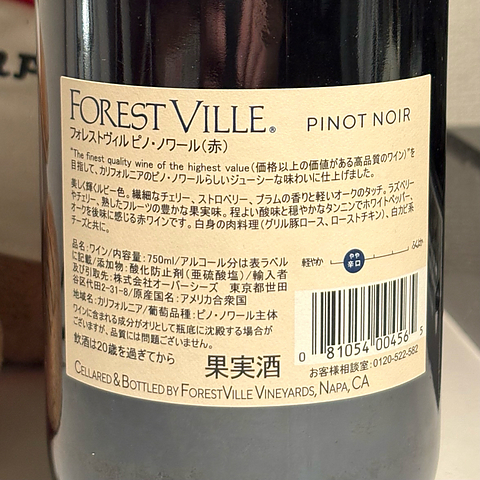 FOREST VILLE® PINOT NOIR
フォレストヴィル ピノ・ノワール(赤)
"The finest quality wine of the highest value(価格以上の価値がある高品質のワイン)"を
目指して、カリフォルニアのピノ・ノワールらしいジューシーな味わいに仕上げました。
美しく輝くルビー色。繊細なチェリー、ストロベリー、プラムの香りと軽いオークのタッチ。ラズベリー
やチェリー、熟したフルーツの豊かな果実味。程よい酸味と穏やかなタンニンでホワイトペッパー、
オークを後味に感じる赤ワインです。白身の肉料理(グリル豚ロース、ローストチキン)、白カビ系
チーズと共に。
品名:ワイン/内容量:750ml/アルコール分は表ラベル
に記載/添加物:酸化防止剤(亜硫酸塩)/輸入者
及び引取先:株式会社オーバーシーズ 東京都世田
谷区代田2-31-8/原産国名:アメリカ合衆国
地域名:カリフォルニア/葡萄品種:ピノ・ノワール主体
ワインに含まれる成分がオリとして瓶底に沈殿する場合が
ございますが、品質には問題ございません。
飲酒は20歳を過ぎてから 果実酒
軽やか やや辛口 ふくよか
0 81054 00456 5
お客様相談室:0120-522-582
CELLARED & BOTTLED BY FORESTVILLE VINEYARDS, NAPA, CA